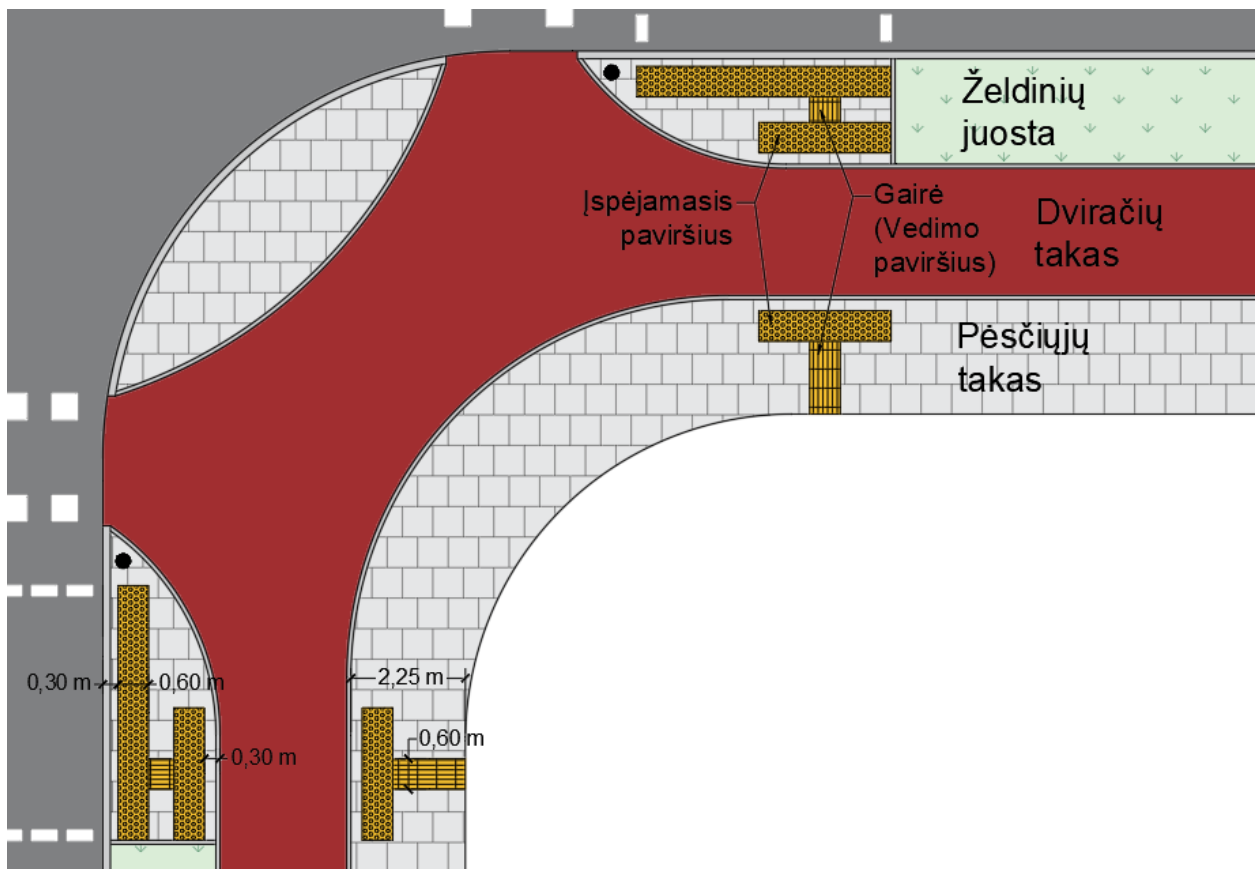 Želdinių
juosta
Įspėjamasis
paviršius
Gairė
(Vedimo
paviršius)
Dviračių
takas
Pėsčiųjų
takas
0,30 m
0,60 m
2,25 m
0,60 m
0,30 m